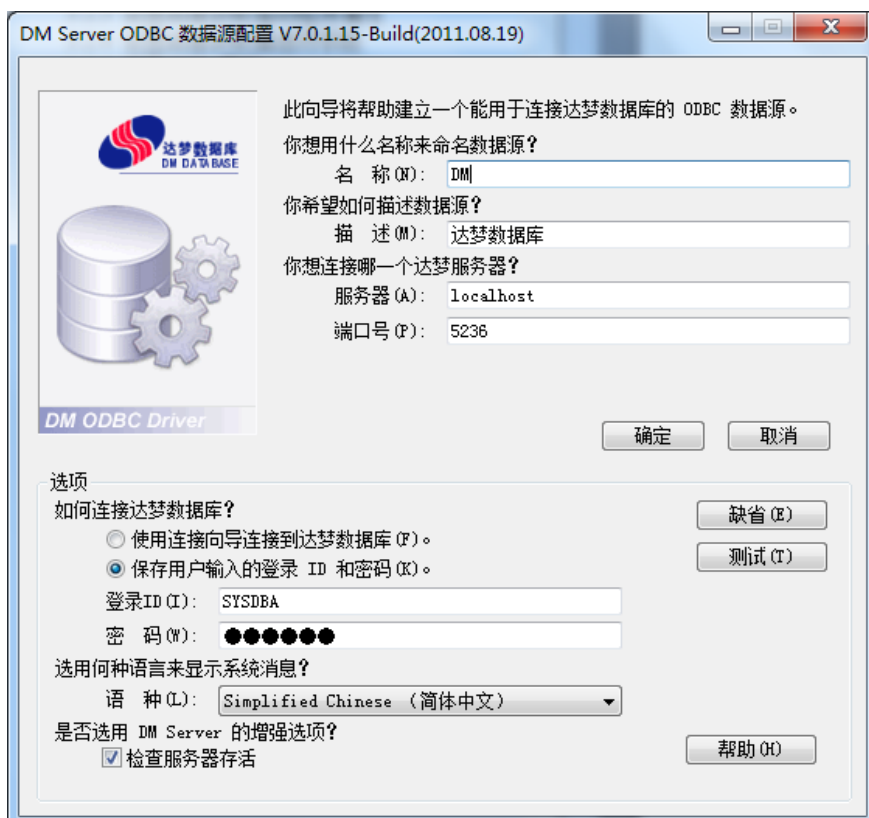 DM Server ODBC 数据源配置 V7.0.1.15-Build(2011.08.19)
达梦数据库
DM DATABASE
DM ODBC Driver
此向导将帮助建立一个能用于连接达梦数据库的 ODBC 数据源。
你想用什么名称来命名数据源?
名 称(N): DM
你希望如何描述数据源?
描 述(M): 达梦数据库
你想连接哪一个达梦服务器?
服务器(A): localhost
端口号(P): 5236
确定 取消
选项
如何连接达梦数据库?
缺省(E)
使用连接向导连接到达梦数据库(F)。
保存用户输入的登录 ID 和密码(K)。
测试(T)
登录ID(I): SYSDBA
密 码(W): ●●●●●●
选用何种语言来显示系统消息?
语 种(L): Simplified Chinese (简体中文)
是否选用 DM Server 的增强选项?
检查服务器存活
帮助(H)